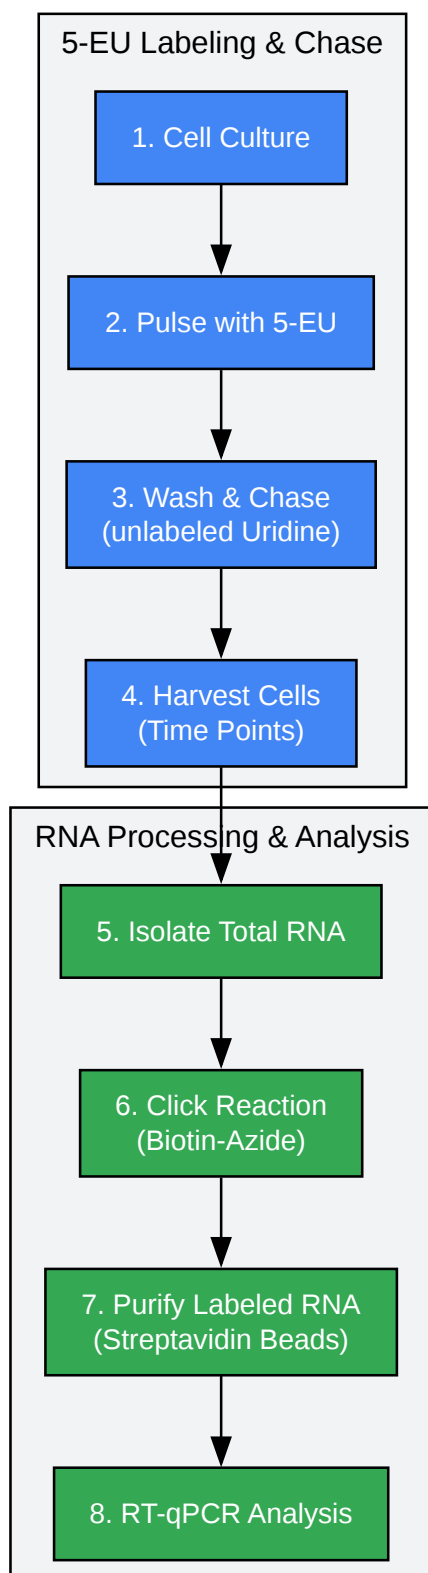 5-EU Labeling & Chase
1. Cell Culture
2. Pulse with 5-EU
3. Wash & Chase
(unlabeled Uridine)
4. Harvest Cells
(Time Points)
RNA Processing & Analysis
5. Isolate Total RNA
6. Click Reaction
(Biotin-Azide)
7. Purify Labeled RNA
(Streptavidin Beads)
8. RT-qPCR Analysis